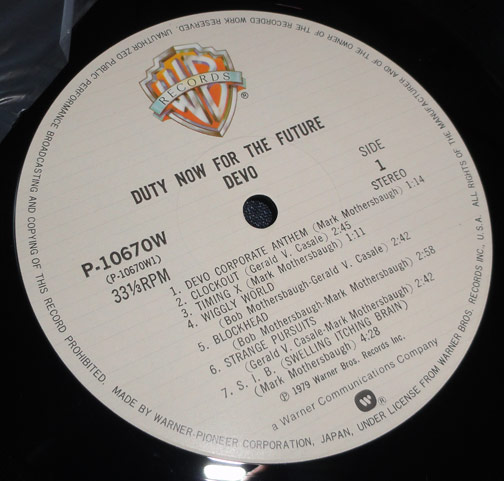 RECORDS
®
DUTY NOW FOR THE FUTURE
DEVO
SIDE
1
STEREO
P-10670W
(P-10670W1)
33⅓RPM
1. DEVO CORPORATE ANTHEM (Mark Mothersbaugh) 1:14
2. CLOCKOUT (Gerald V. Casale) 2:45
3. TIMING X (Mark Mothersbaugh) 1:11
4. WIGGLY WORLD
(Bob Mothersbaugh-Gerald V. Casale) 2:42
5. BLOCKHEAD
(Bob Mothersbaugh-Mark Mothersbaugh) 2:58
6. STRANGE PURSUITS
(Gerald V. Casale-Mark Mothersbaugh) 2:42
7. S. I. B. (SWELLING ITCHING BRAIN)
(Mark Mothersbaugh) 4:28
℗ 1979 Warner Bros. Records Inc.
a Warner Communications Company
®
MADE BY WARNER-PIONEER CORPORATION, JAPAN, UNDER LICENSE FROM WARNER BROS. RECORDS INC., U.S.A. ALL RIGHTS OF THE MANUFACTURER AND OF THE OWNER OF THE RECORDED WORK RESERVED. UNAUTHORIZED PUBLIC PERFORMANCE BROADCASTING AND COPYING OF THIS RECORD PROHIBITED.